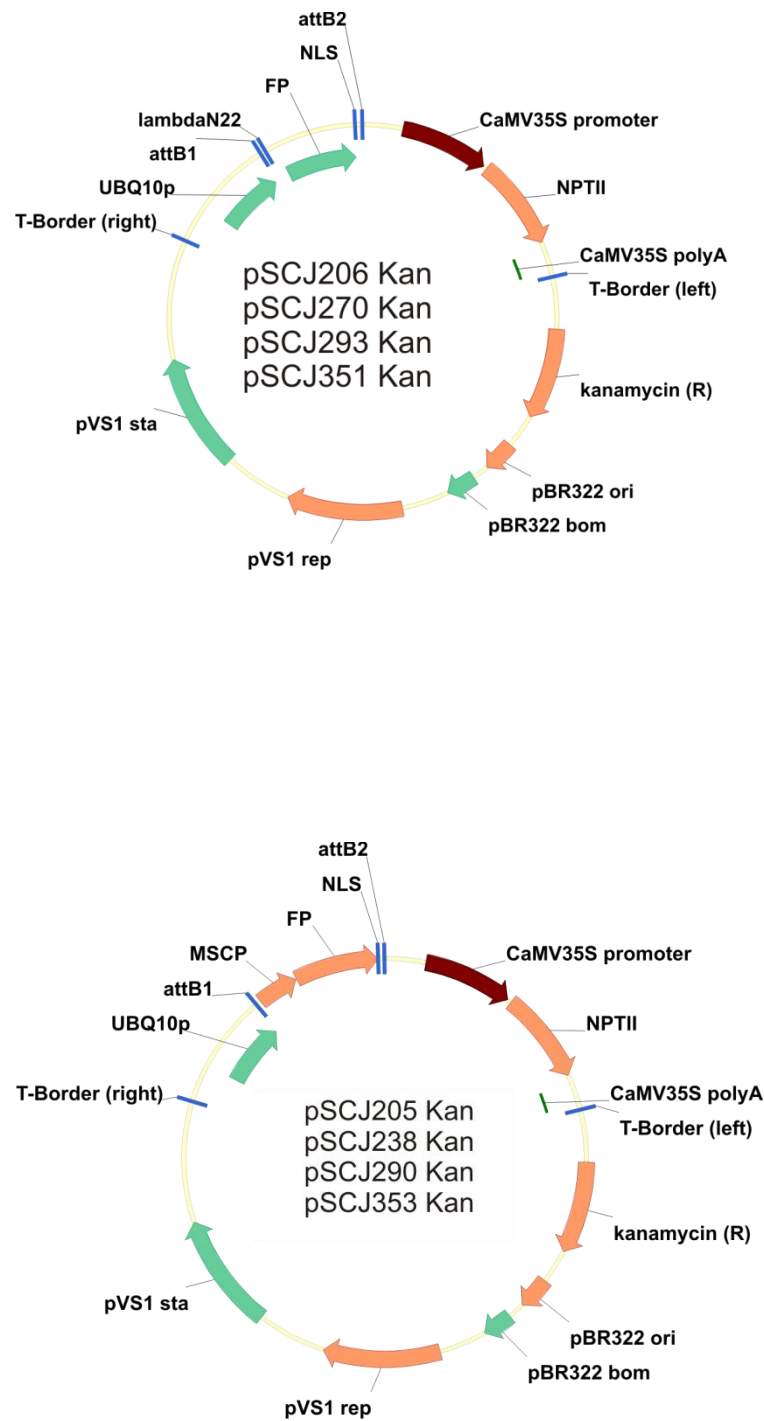 attB2
NLS
FP
lambdaN22
attB1
UBQ10p
T-Border (right)
CaMV35S promoter
NPTII
CaMV35S polyA
T-Border (left)
pSCJ206 Kan
pSCJ270 Kan
pSCJ293 Kan
pSCJ351 Kan
kanamycin (R)
pVS1 sta
pBR322 ori
pBR322 bom
pVS1 rep
attB2
NLS
FP
MSCP
attB1
UBQ10p
T-Border (right)
CaMV35S promoter
NPTII
CaMV35S polyA
T-Border (left)
pSCJ205 Kan
pSCJ238 Kan
pSCJ290 Kan
pSCJ353 Kan
kanamycin (R)
pVS1 sta
pBR322 ori
pBR322 bom
pVS1 rep